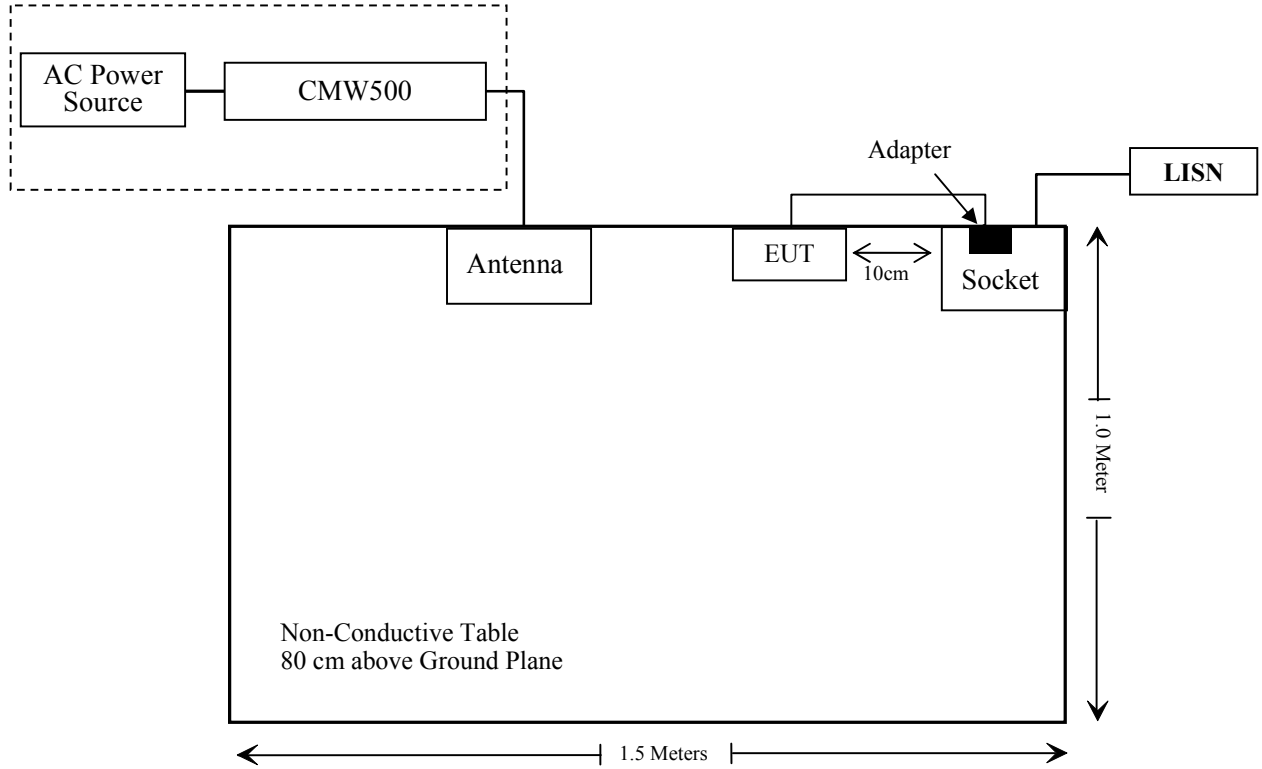 AC Power
Source
CMW500
Adapter
LISN
Antenna
EUT
10cm
Socket
1.0 Meter
Non-Conductive Table
80 cm above Ground Plane
1.5 Meters